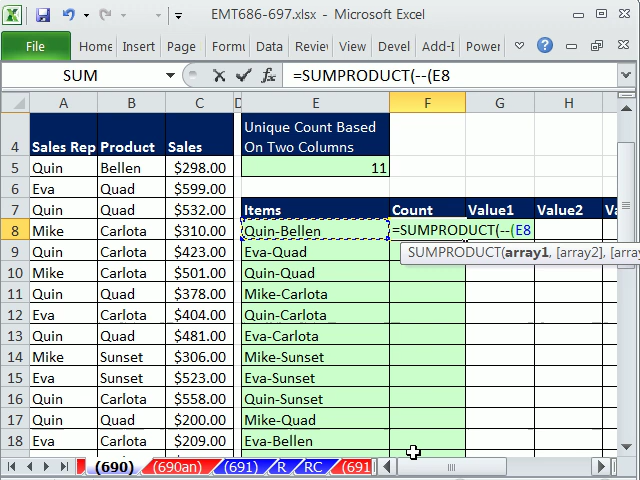 EMT686-697.xlsx - Microsoft Excel
File Home Insert Page Formu Data Revie View Devel Add-I Power
SUM =SUMPRODUCT(--(E8
A B C D E F G H
4 Sales Rep Product Sales Unique Count Based On Two Columns
5 Quin Bellen $298.00 11
6 Eva Quad $599.00
7 Quin Quad $532.00 Items Count Value1 Value2 Va
8 Mike Carlota $310.00 Quin-Bellen =SUMPRODUCT(--(E8
9 Quin Carlota $423.00 Eva-Quad SUMPRODUCT(array1, [array2], [array
10 Mike Carlota $501.00 Quin-Quad
11 Quin Quad $378.00 Mike-Carlota
12 Eva Carlota $404.00 Quin-Carlota
13 Quin Quad $481.00 Eva-Carlota
14 Mike Sunset $306.00 Mike-Sunset
15 Eva Sunset $523.00 Eva-Sunset
16 Quin Carlota $558.00 Quin-Sunset
17 Quin Quad $200.00 Mike-Quad
18 Eva Carlota $209.00 Eva-Bellen
(690) (690an) (691) R RC (691